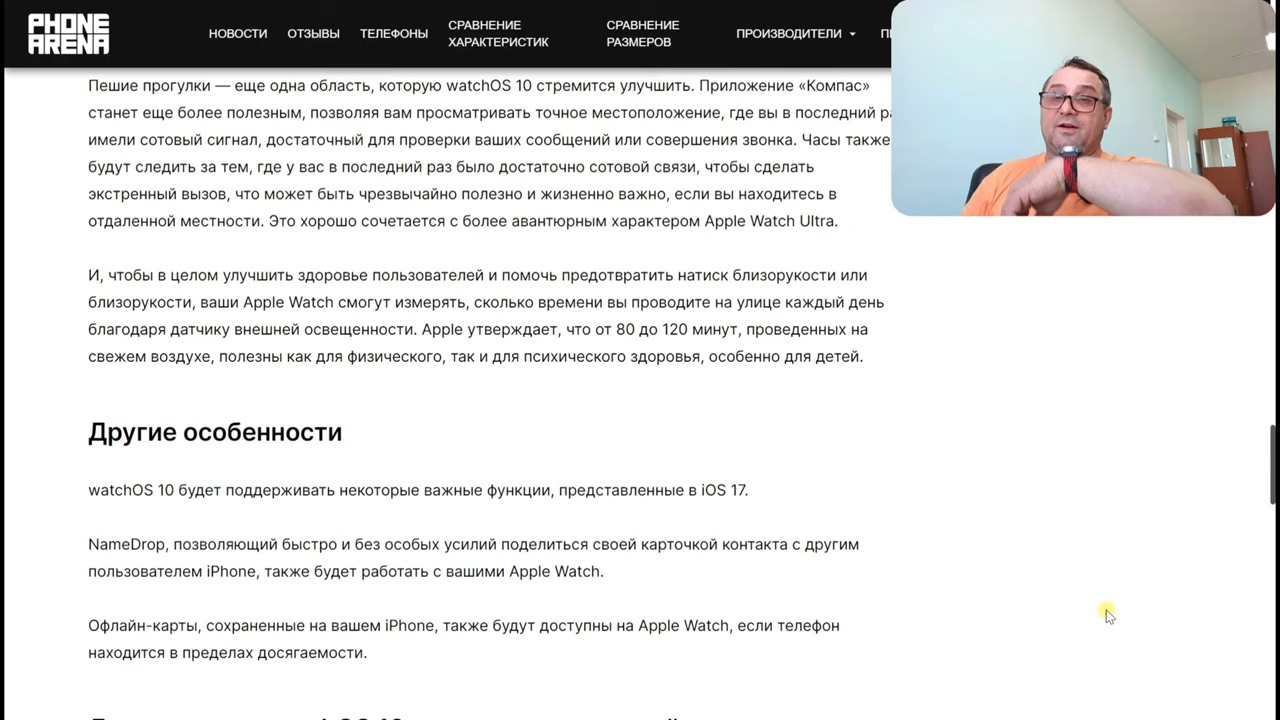 PHONE
ARENA
НОВОСТИ
ОТЗЫВЫ
ТЕЛЕФОНЫ
СРАВНЕНИЕ
ХАРАКТЕРИСТИК
СРАВНЕНИЕ
РАЗМЕРОВ
ПРОИЗВОДИТЕЛИ
Пешие прогулки — еще одна область, которую watchOS 10 стремится улучшить. Приложение «Компас»
станет еще более полезным, позволяя вам просматривать точное местоположение, где вы в последний
имели сотовый сигнал, достаточный для проверки ваших сообщений или совершения звонка. Часы также
будут следить за тем, где у вас в последний раз было достаточно сотовой связи, чтобы сделать
экстренный вызов, что может быть чрезвычайно полезно и жизненно важно, если вы находитесь в
отдаленной местности. Это хорошо сочетается с более авантюрным характером Apple Watch Ultra.
И, чтобы в целом улучшить здоровье пользователей и помочь предотвратить натиск близорукости или
близорукости, ваши Apple Watch смогут измерять, сколько времени вы проводите на улице каждый день
благодаря датчику внешней освещенности. Apple утверждает, что от 80 до 120 минут, проведенных на
свежем воздухе, полезны как для физического, так и для психического здоровья, особенно для детей.
Другие особенности
watchOS 10 будет поддерживать некоторые важные функции, представленные в iOS 17.
NameDrop, позволяющий быстро и без особых усилий поделиться своей карточкой контакта с другим
пользователем iPhone, также будет работать с вашими Apple Watch.
Офлайн-карты, сохраненные на вашем iPhone, также будут доступны на Apple Watch, если телефон
находится в пределах досягаемости.